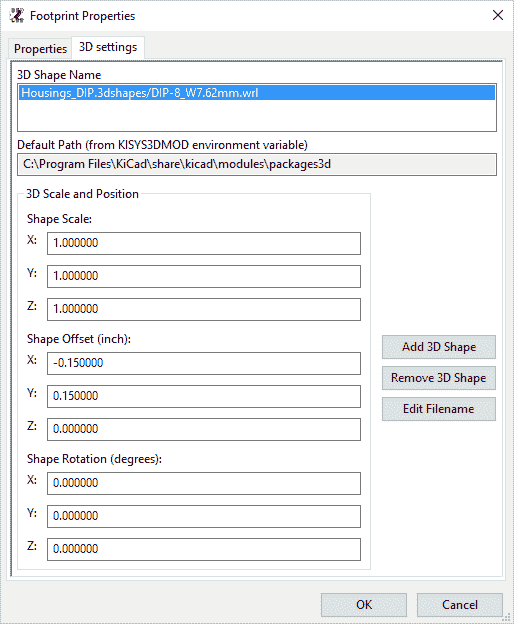 Footprint Properties
Properties
3D settings
3D Shape Name
Housings_DIP.3dshapes/DIP-8_W7.62mm.wrl
Default Path (from KISYS3DMOD environment variable)
C:\Program Files\KiCad\share\kicad\modules\packages3d
3D Scale and Position
Shape Scale:
X: 1.000000
Y: 1.000000
Z: 1.000000
Shape Offset (inch):
X: -0.150000
Y: 0.150000
Z: 0.000000
Shape Rotation (degrees):
X: 0.000000
Y: 0.000000
Z: 0.000000
Add 3D Shape
Remove 3D Shape
Edit Filename
OK
Cancel